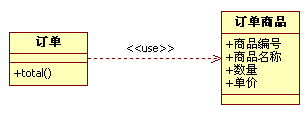 订单
+total()
<<use>>
订单商品
+商品编号
+商品名称
+数量
+单价